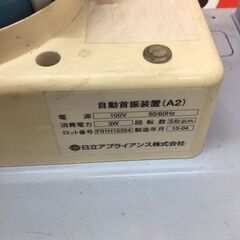 自動首振装置(A2)
電源 100V 50/60Hz
消費電力 3W 回転数 5/6r.p.m.
ロット番号 F01H15254 製造年月 13-04
日立アプライアンス株式会社